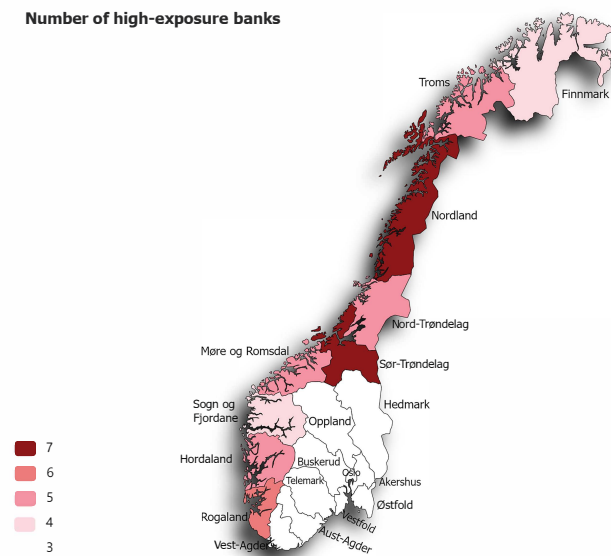 Number of high-exposure banks
Troms
Finnmark
Nordland
Nord-Trøndelag
Møre og Romsdal
Sør-Trøndelag
Sogn og
Fjordane
Hedmark
Oppland
Hordaland
Buskerud
Oslo
Telemark
Akershus
Østfold
Rogaland
Vestfold
Vest-Agder
Aust-Agder
7
6
5
4
3